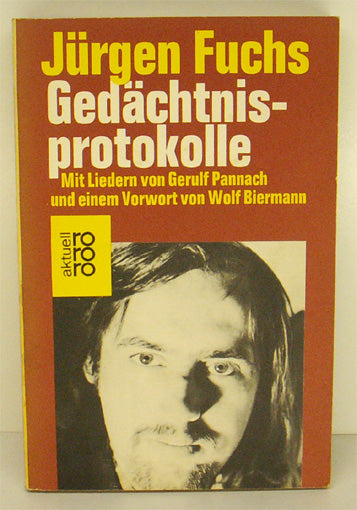 Jürgen Fuchs
Gedächtnis-
protokolle
Mit Liedern von Gerulf Pannach
und einem Vorwort von Wolf Biermann
aktuell
ro
ro
ro